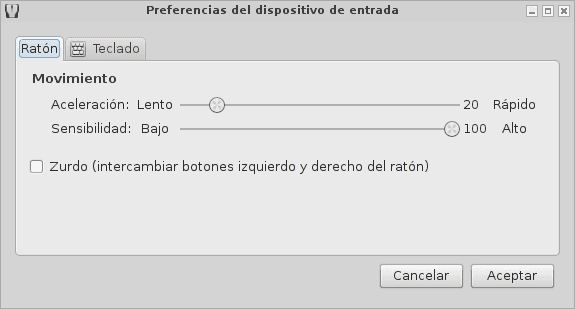 Preferencias del dispositivo de entrada
Ratón Teclado
Movimiento
Aceleración: Lento 20 Rápido
Sensibilidad: Bajo 100 Alto
Zurdo (intercambiar botones izquierdo y derecho del ratón)
Cancelar Aceptar